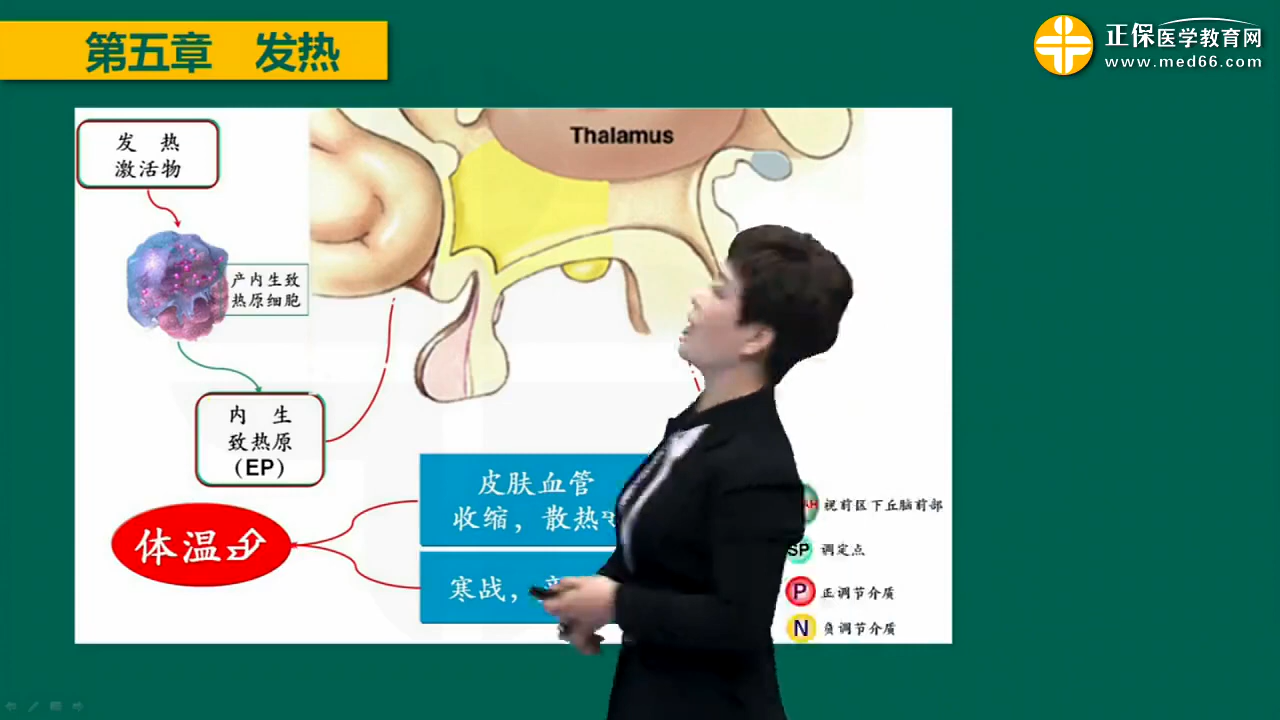 第五章 发热
正保医学教育网
www.med66.com
发 热
激活物
Thalamus
产内生致
热原细胞
内 生
致热原
(EP)
皮肤血管
收缩，散热
体温
寒战，
视前区下丘脑前部
SP 调定点
P 正调节介质
N 负调节介质